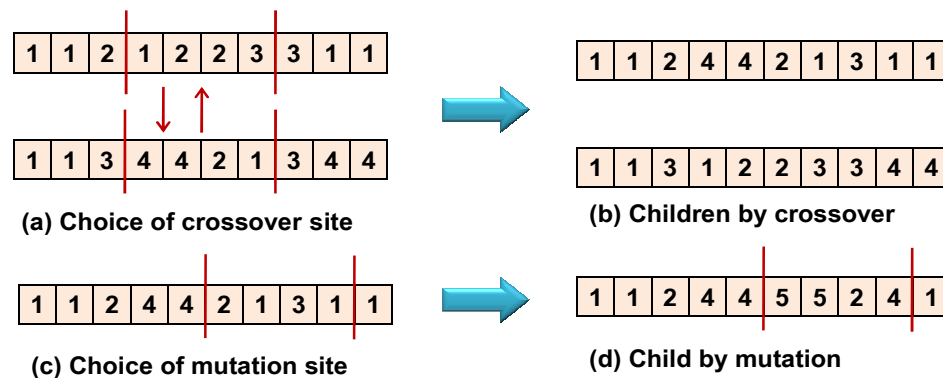 1 1 2 1 2 2 3 3 1 1
1 1 3 4 4 2 1 3 4 4
(a) Choice of crossover site
1 1 2 4 4 2 1 3 1 1
1 1 3 1 2 2 3 3 4 4
(b) Children by crossover
1 1 2 4 4 2 1 3 1 1
(c) Choice of mutation site
1 1 2 4 4 5 5 2 4 1
(d) Child by mutation